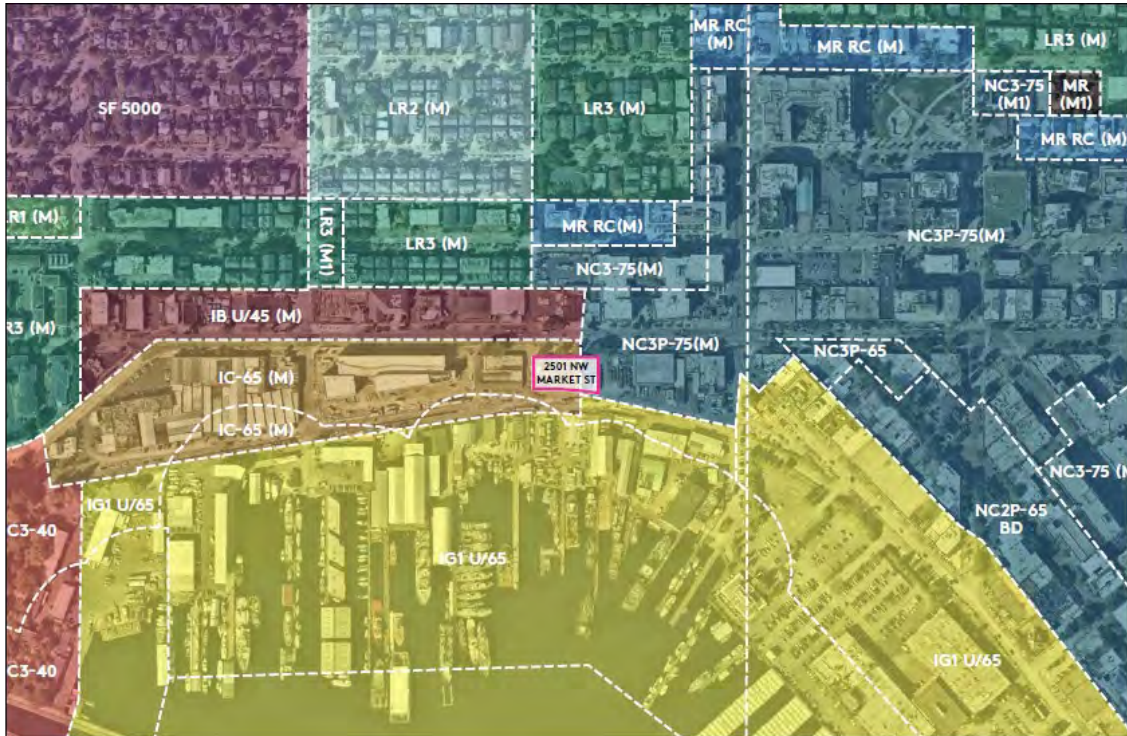 MR RC
(M)
MR RC (M)
LR3 (M)
SF 5000
LR2 (M)
LR3 (M)
NC3-75
(M1)
MR
(M1)
MR RC (M)
R1 (M)
LR3 (M1)
LR3 (M)
MR RC(M)
NC3P-75(M)
NC3-75(M)
R3 (M)
IB U/45 (M)
NC3P-75(M)
NC3P-65
2501 NW
MARKET ST
IC-65 (M)
IC-65 (M)
NC3-75 (M
IG1 U/65
NC2P-65
BD
C3-40
IG1 U/65
IG1 U/65
C3-40